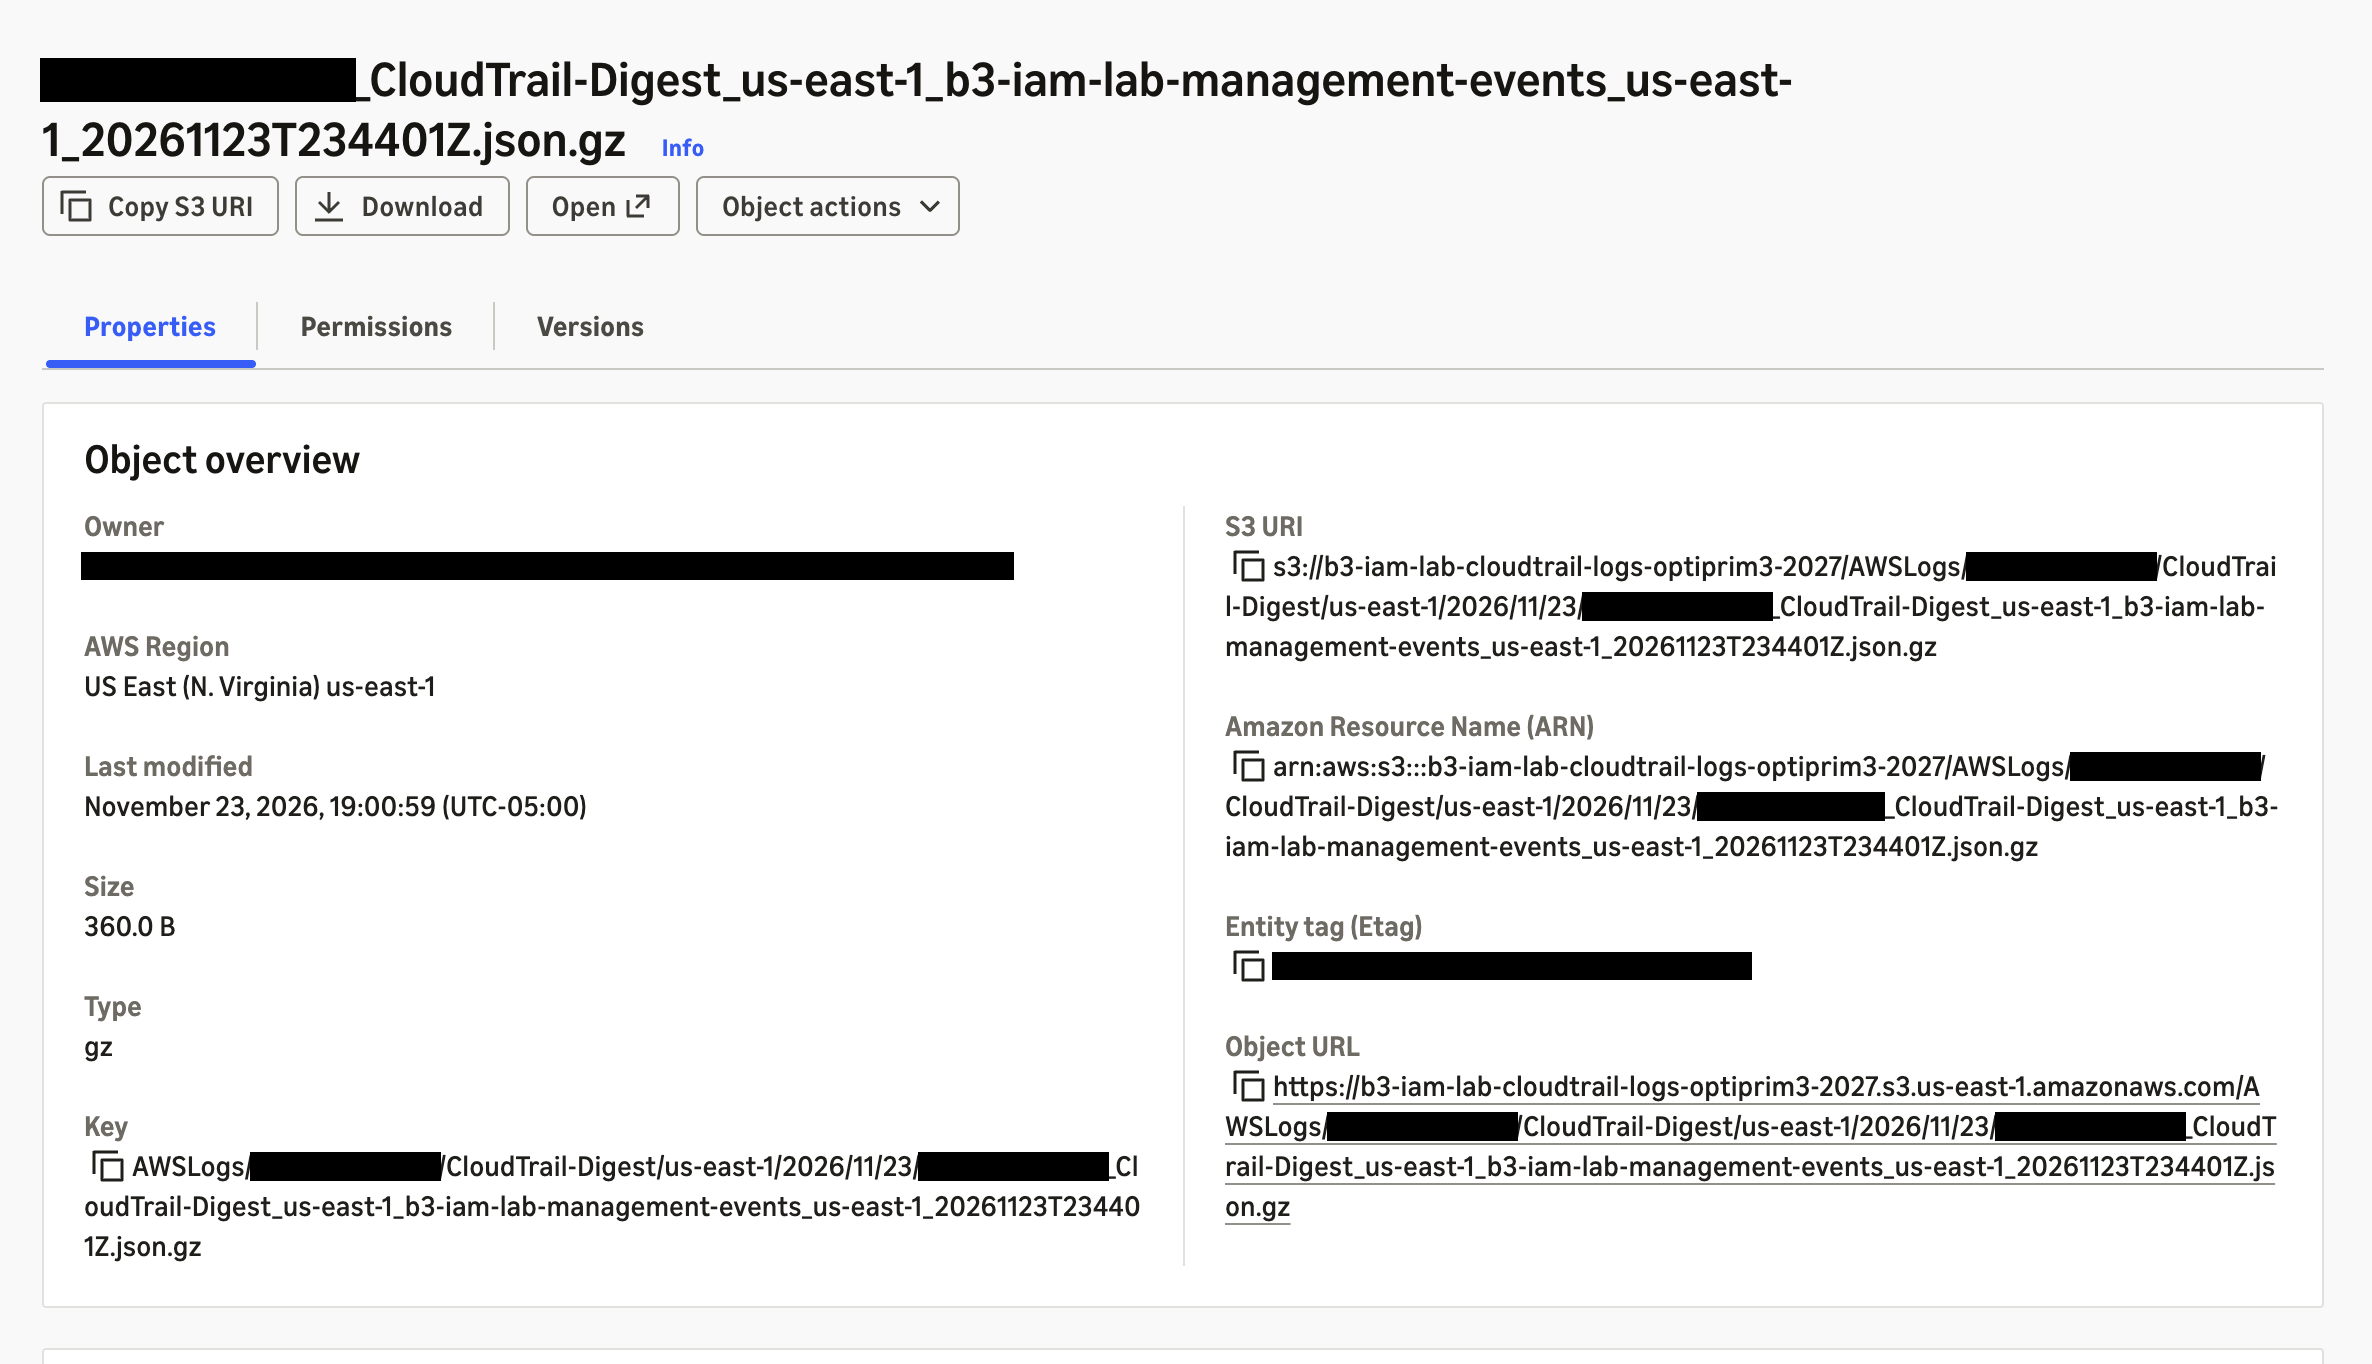 _CloudTrail-Digest_us-east-1_b3-iam-lab-management-events_us-east-
1_20261123T234401Z.json.gz Info
Copy S3 URI Download Open Object actions
Properties Permissions Versions
Object overview
Owner
AWS Region
US East (N. Virginia) us-east-1
Last modified
November 23, 2026, 19:00:59 (UTC-05:00)
Size
360.0 B
Type
gz
Key
AWSLogs/ /CloudTrail-Digest/us-east-1/2026/11/23/ _Cl
oudTrail-Digest_us-east-1_b3-iam-lab-management-events_us-east-1_20261123T23440
1Z.json.gz
S3 URI
s3://b3-iam-lab-cloudtrail-logs-optiprim3-2027/AWSLogs/ /CloudTrai
l-Digest/us-east-1/2026/11/23/ _CloudTrail-Digest_us-east-1_b3-iam-lab-
management-events_us-east-1_20261123T234401Z.json.gz
Amazon Resource Name (ARN)
arn:aws:s3:::b3-iam-lab-cloudtrail-logs-optiprim3-2027/AWSLogs/ /
CloudTrail-Digest/us-east-1/2026/11/23/ _CloudTrail-Digest_us-east-1_b3-
iam-lab-management-events_us-east-1_20261123T234401Z.json.gz
Entity tag (Etag)
Object URL
https://b3-iam-lab-cloudtrail-logs-optiprim3-2027.s3.us-east-1.amazonaws.com/A
WSLogs/ /CloudTrail-Digest/us-east-1/2026/11/23/ _CloudT
rail-Digest_us-east-1_b3-iam-lab-management-events_us-east-1_20261123T234401Z.js
on.gz